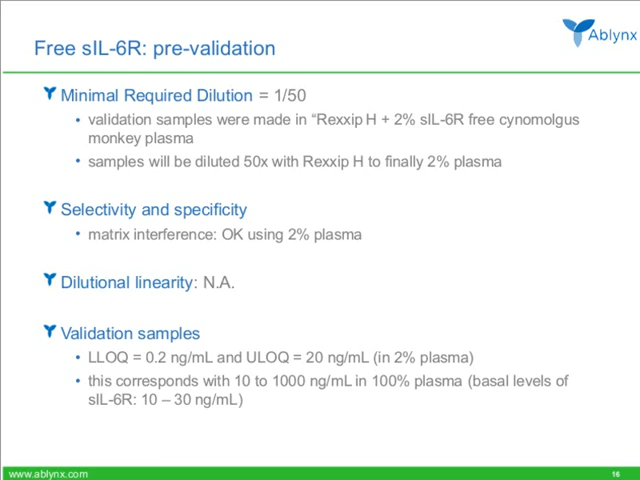 Ablynx
Free sIL-6R: pre-validation
Minimal Required Dilution = 1/50
• validation samples were made in “Rexxip H + 2% sIL-6R free cynomolgus
monkey plasma
• samples will be diluted 50x with Rexxip H to finally 2% plasma
Selectivity and specificity
• matrix interference: OK using 2% plasma
Dilutional linearity: N.A.
Validation samples
• LLOQ = 0.2 ng/mL and ULOQ = 20 ng/mL (in 2% plasma)
• this corresponds with 10 to 1000 ng/mL in 100% plasma (basal levels of
sIL-6R: 10 – 30 ng/mL)
www.ablynx.com 16